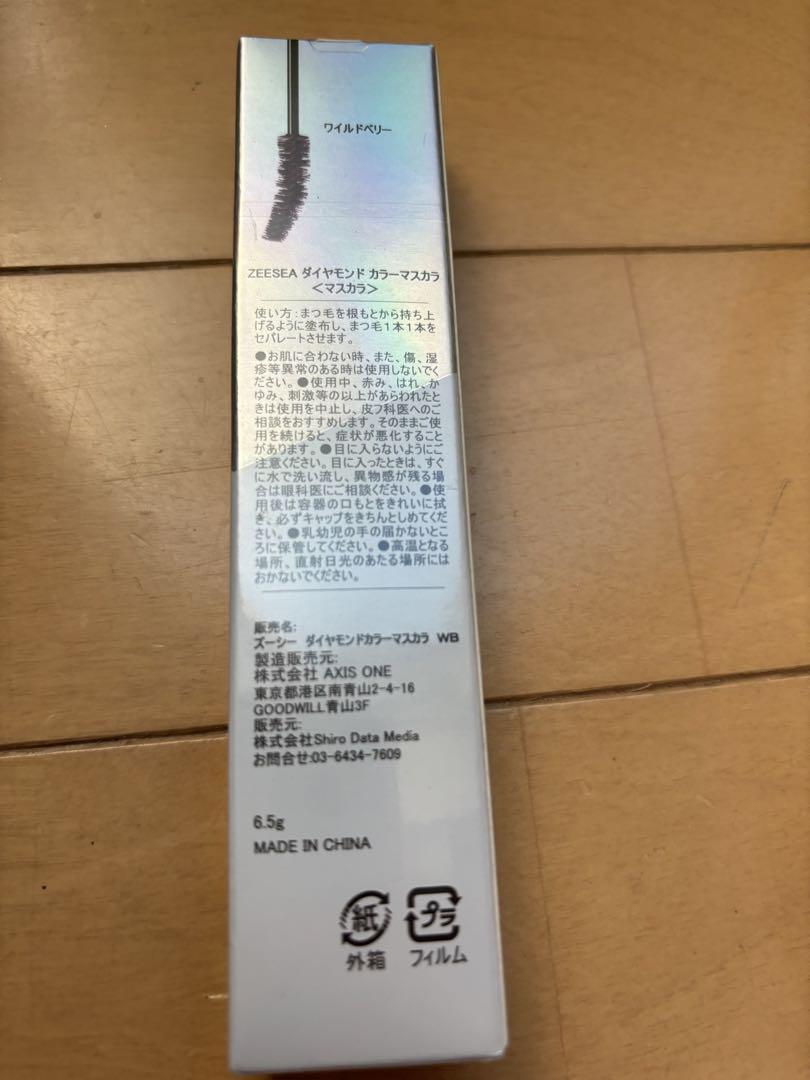 ワイルドベリー
ZEESEA ダイヤモンド カラーマスカラ
＜マスカラ＞
使い方：まつ毛を根もとから持ち上
げるように塗布し、まつ毛1本1本を
セパレートさせます。
●お肌に合わない時、また、傷、湿
疹等異常のある時は使用しないでく
ださい。●使用中、赤み、はれ、か
ゆみ、刺激等の以上があらわれたと
きは使用を中止し、皮フ科医へのご
相談をおすすめします。そのままご使
用を続けると、症状が悪化すること
があります。●目に入らないようにご
注意ください。目に入ったときは、すぐ
に水で洗い流し、異物感が残る場
合は眼科医にご相談ください。●使
用後は容器の口もとをきれいに拭
き、必ずキャップをきちんとしめてくだ
さい。●乳幼児の手の届かないとこ
ろに保管してください。●高温となる
場所、直射日光のあたる場所には
おかないでください。
販売名:
ズーシー ダイヤモンドカラーマスカラ WB
製造販売元:
株式会社 AXIS ONE
東京都港区南青山2-4-16
GOODWILL青山3F
販売元:
株式会社Shiro Data Media
お問合せ:03-6434-7609
6.5g
MADE IN CHINA
紙 プラ
外箱 フィルム